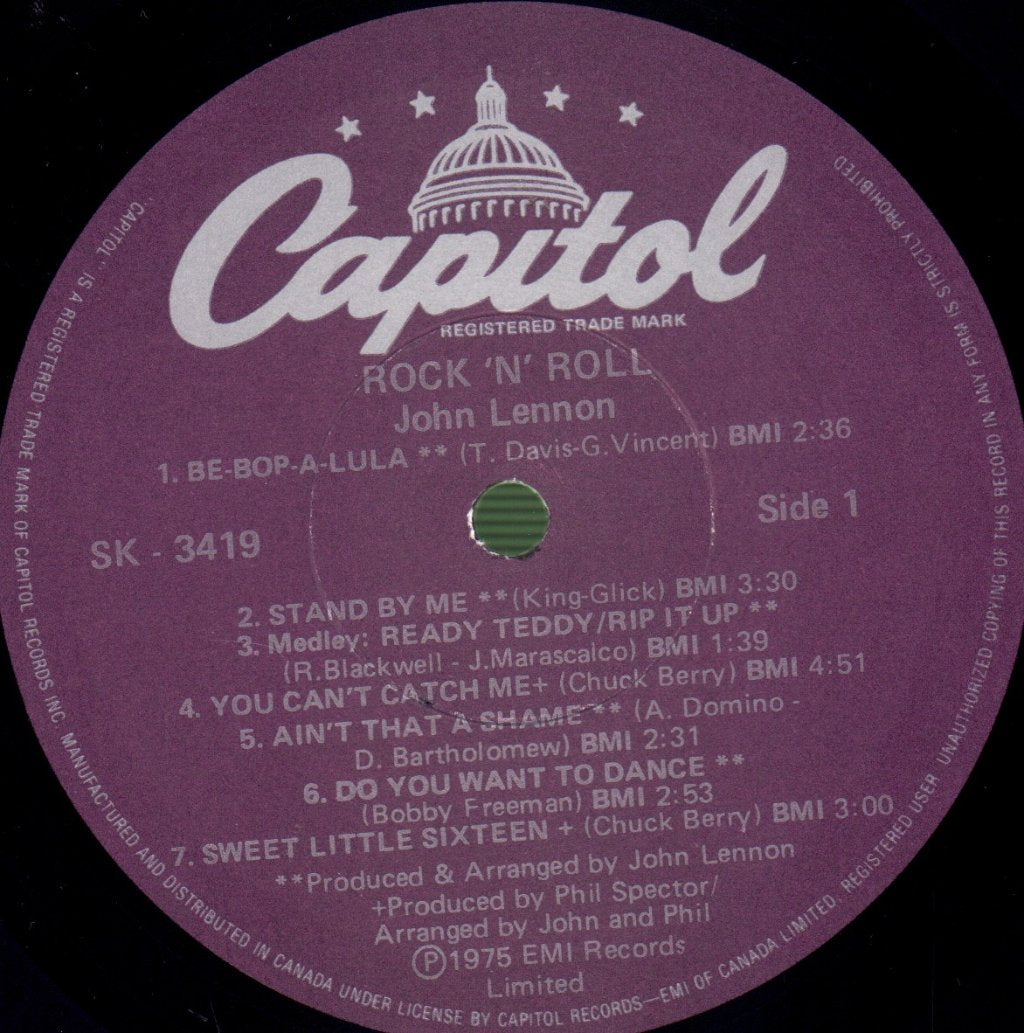 Capitol
REGISTERED TRADE MARK
ROCK 'N' ROLL
John Lennon
1. BE-BOP-A-LULA ** (T. Davis-G.Vincent) BMI 2:36
SK - 3419
Side 1
2. STAND BY ME ** (King-Glick) BMI 3:30
3. Medley: READY TEDDY/RIP IT UP **
(R.Blackwell - J.Marascalco) BMI 1:39
4. YOU CAN'T CATCH ME+ (Chuck Berry) BMI 4:51
5. AIN'T THAT A SHAME ** (A. Domino -
D. Bartholomew) BMI 2:31
6. DO YOU WANT TO DANCE **
(Bobby Freeman) BMI 2:53
7. SWEET LITTLE SIXTEEN + (Chuck Berry) BMI 3:00
**Produced & Arranged by John Lennon
+Produced by Phil Spector/
Arranged by John and Phil
Ⓟ1975 EMI Records
Limited
CAPITOL" IS A REGISTERED TRADE MARK OF CAPITOL RECORDS INC. MANUFACTURED AND DISTRIBUTED IN CANADA UNDER LICENSE BY CAPITOL RECORDS—EMI OF CANADA LIMITED. REGISTERED USER UNAUTHORIZED COPYING OF THIS RECORD IN ANY FORM IS STRICTLY PROHIBITED